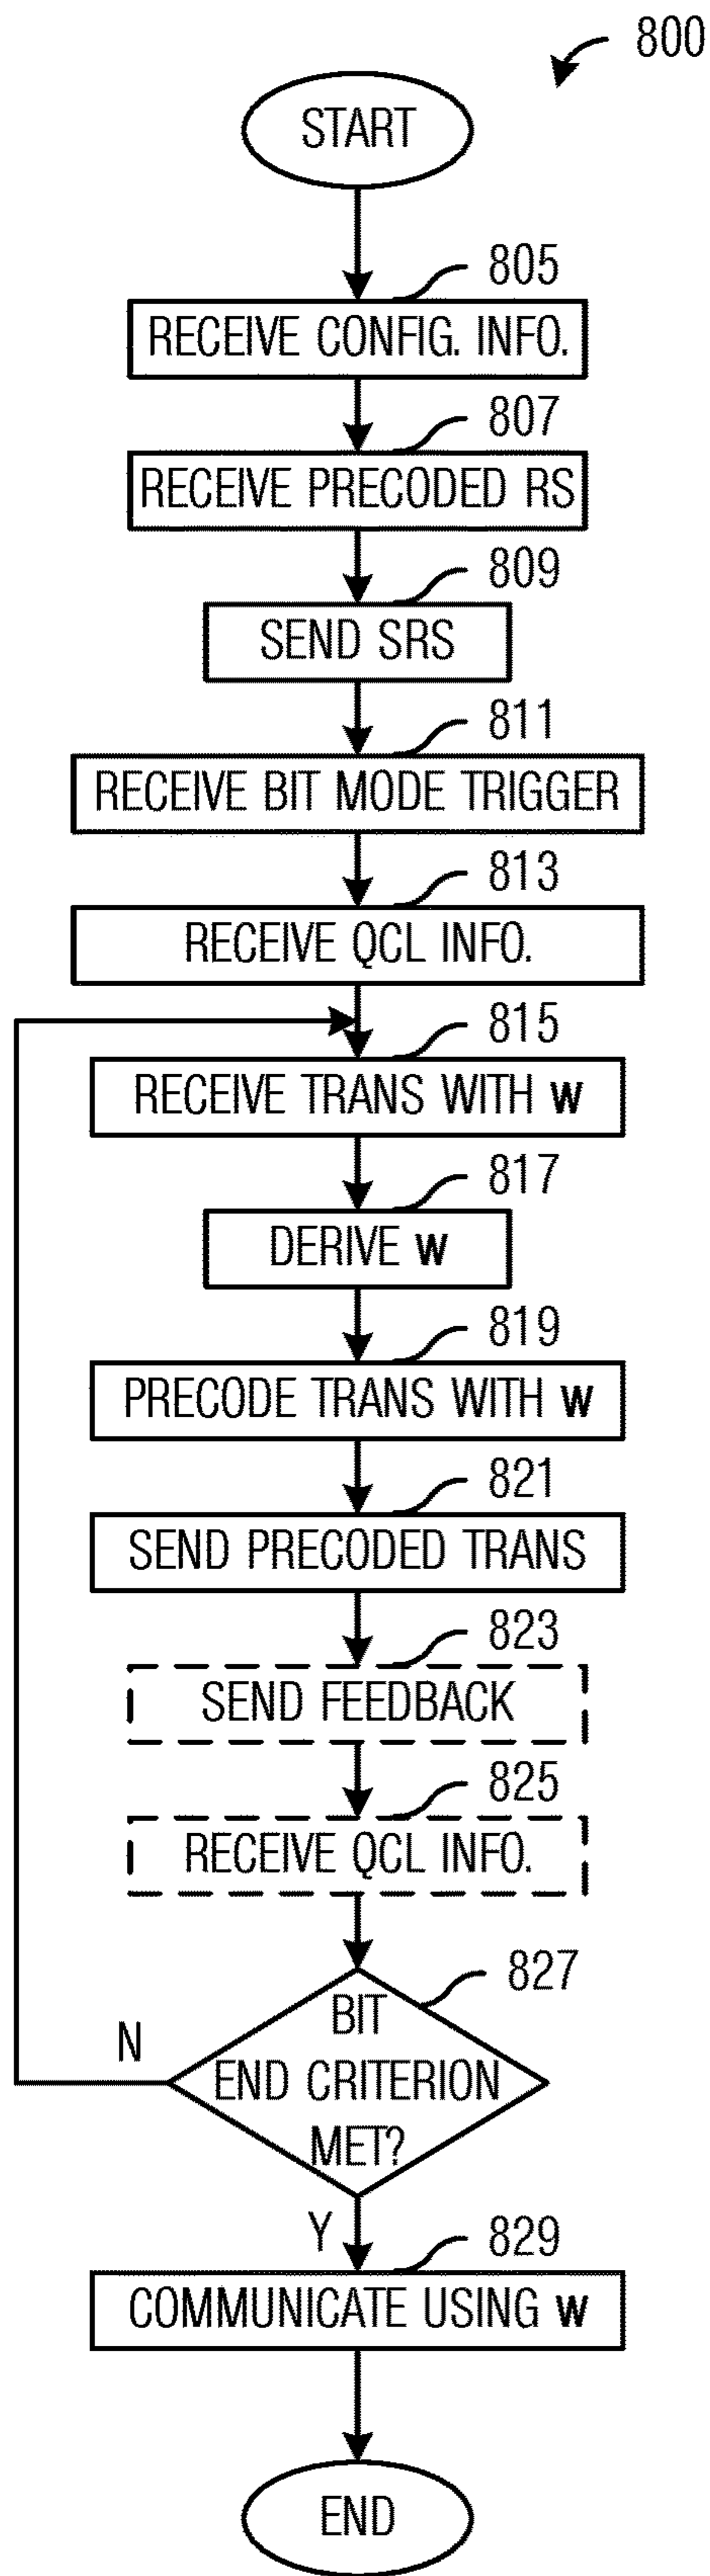 800
START
805
RECEIVE CONFIG. INFO.
807
RECEIVE PRECODED RS
809
SEND SRS
811
RECEIVE BIT MODE TRIGGER
813
RECEIVE QCL INFO.
815
RECEIVE TRANS WITH w
817
DERIVE w
819
PRECODE TRANS WITH w
821
SEND PRECODED TRANS
823
SEND FEEDBACK
825
RECEIVE QCL INFO.
827
BIT
END CRITERION
MET?
N
Y
829
COMMUNICATE USING w
END